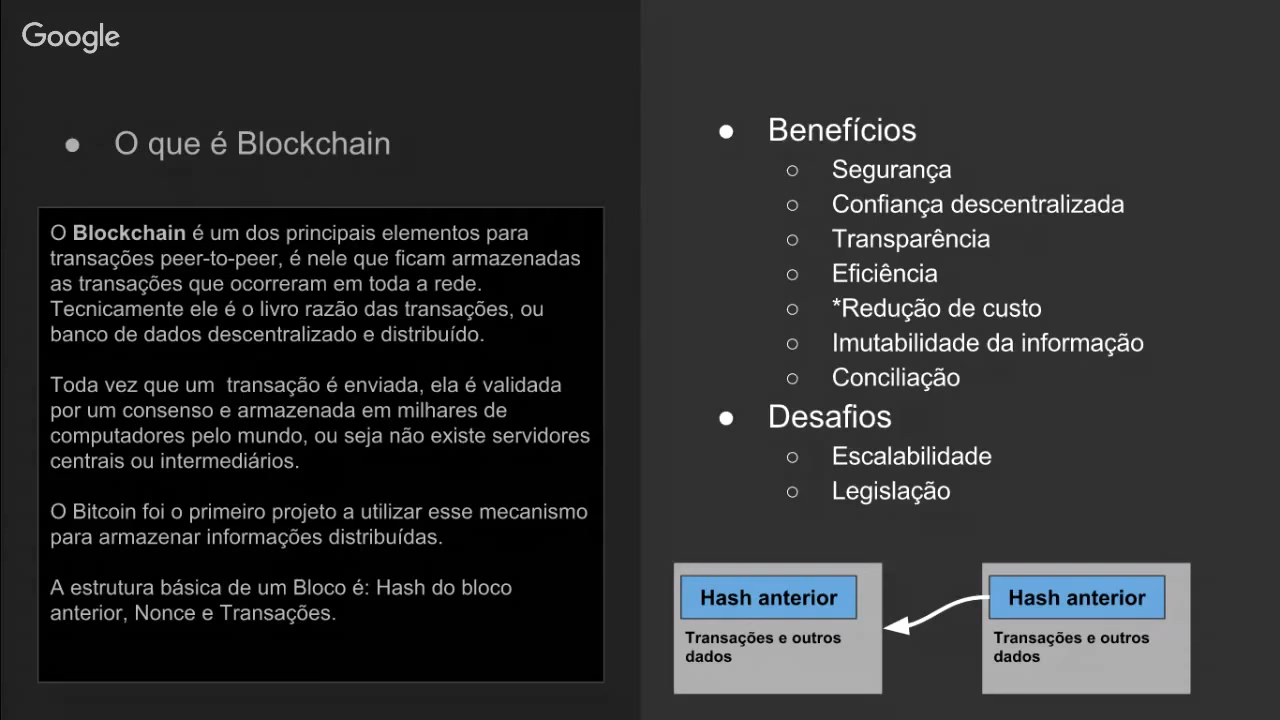 Google
● O que é Blockchain
O Blockchain é um dos principais elementos para
transações peer-to-peer, é nele que ficam armazenadas
as transações que ocorreram em toda a rede.
Tecnicamente ele é o livro razão das transações, ou
banco de dados descentralizado e distribuído.
Toda vez que um  transação é enviada, ela é validada
por um consenso e armazenada em milhares de
computadores pelo mundo, ou seja não existe servidores
centrais ou intermediários.
O Bitcoin foi o primeiro projeto a utilizar esse mecanismo
para armazenar informações distribuídas.
A estrutura básica de um Bloco é: Hash do bloco
anterior, Nonce e Transações.
● Benefícios
○ Segurança
○ Confiança descentralizada
○ Transparência
○ Eficiência
○ *Redução de custo
○ Imutabilidade da informação
○ Conciliação
● Desafios
○ Escalabilidade
○ Legislação
Hash anterior
Transações e outros
dados
Hash anterior
Transações e outros
dados